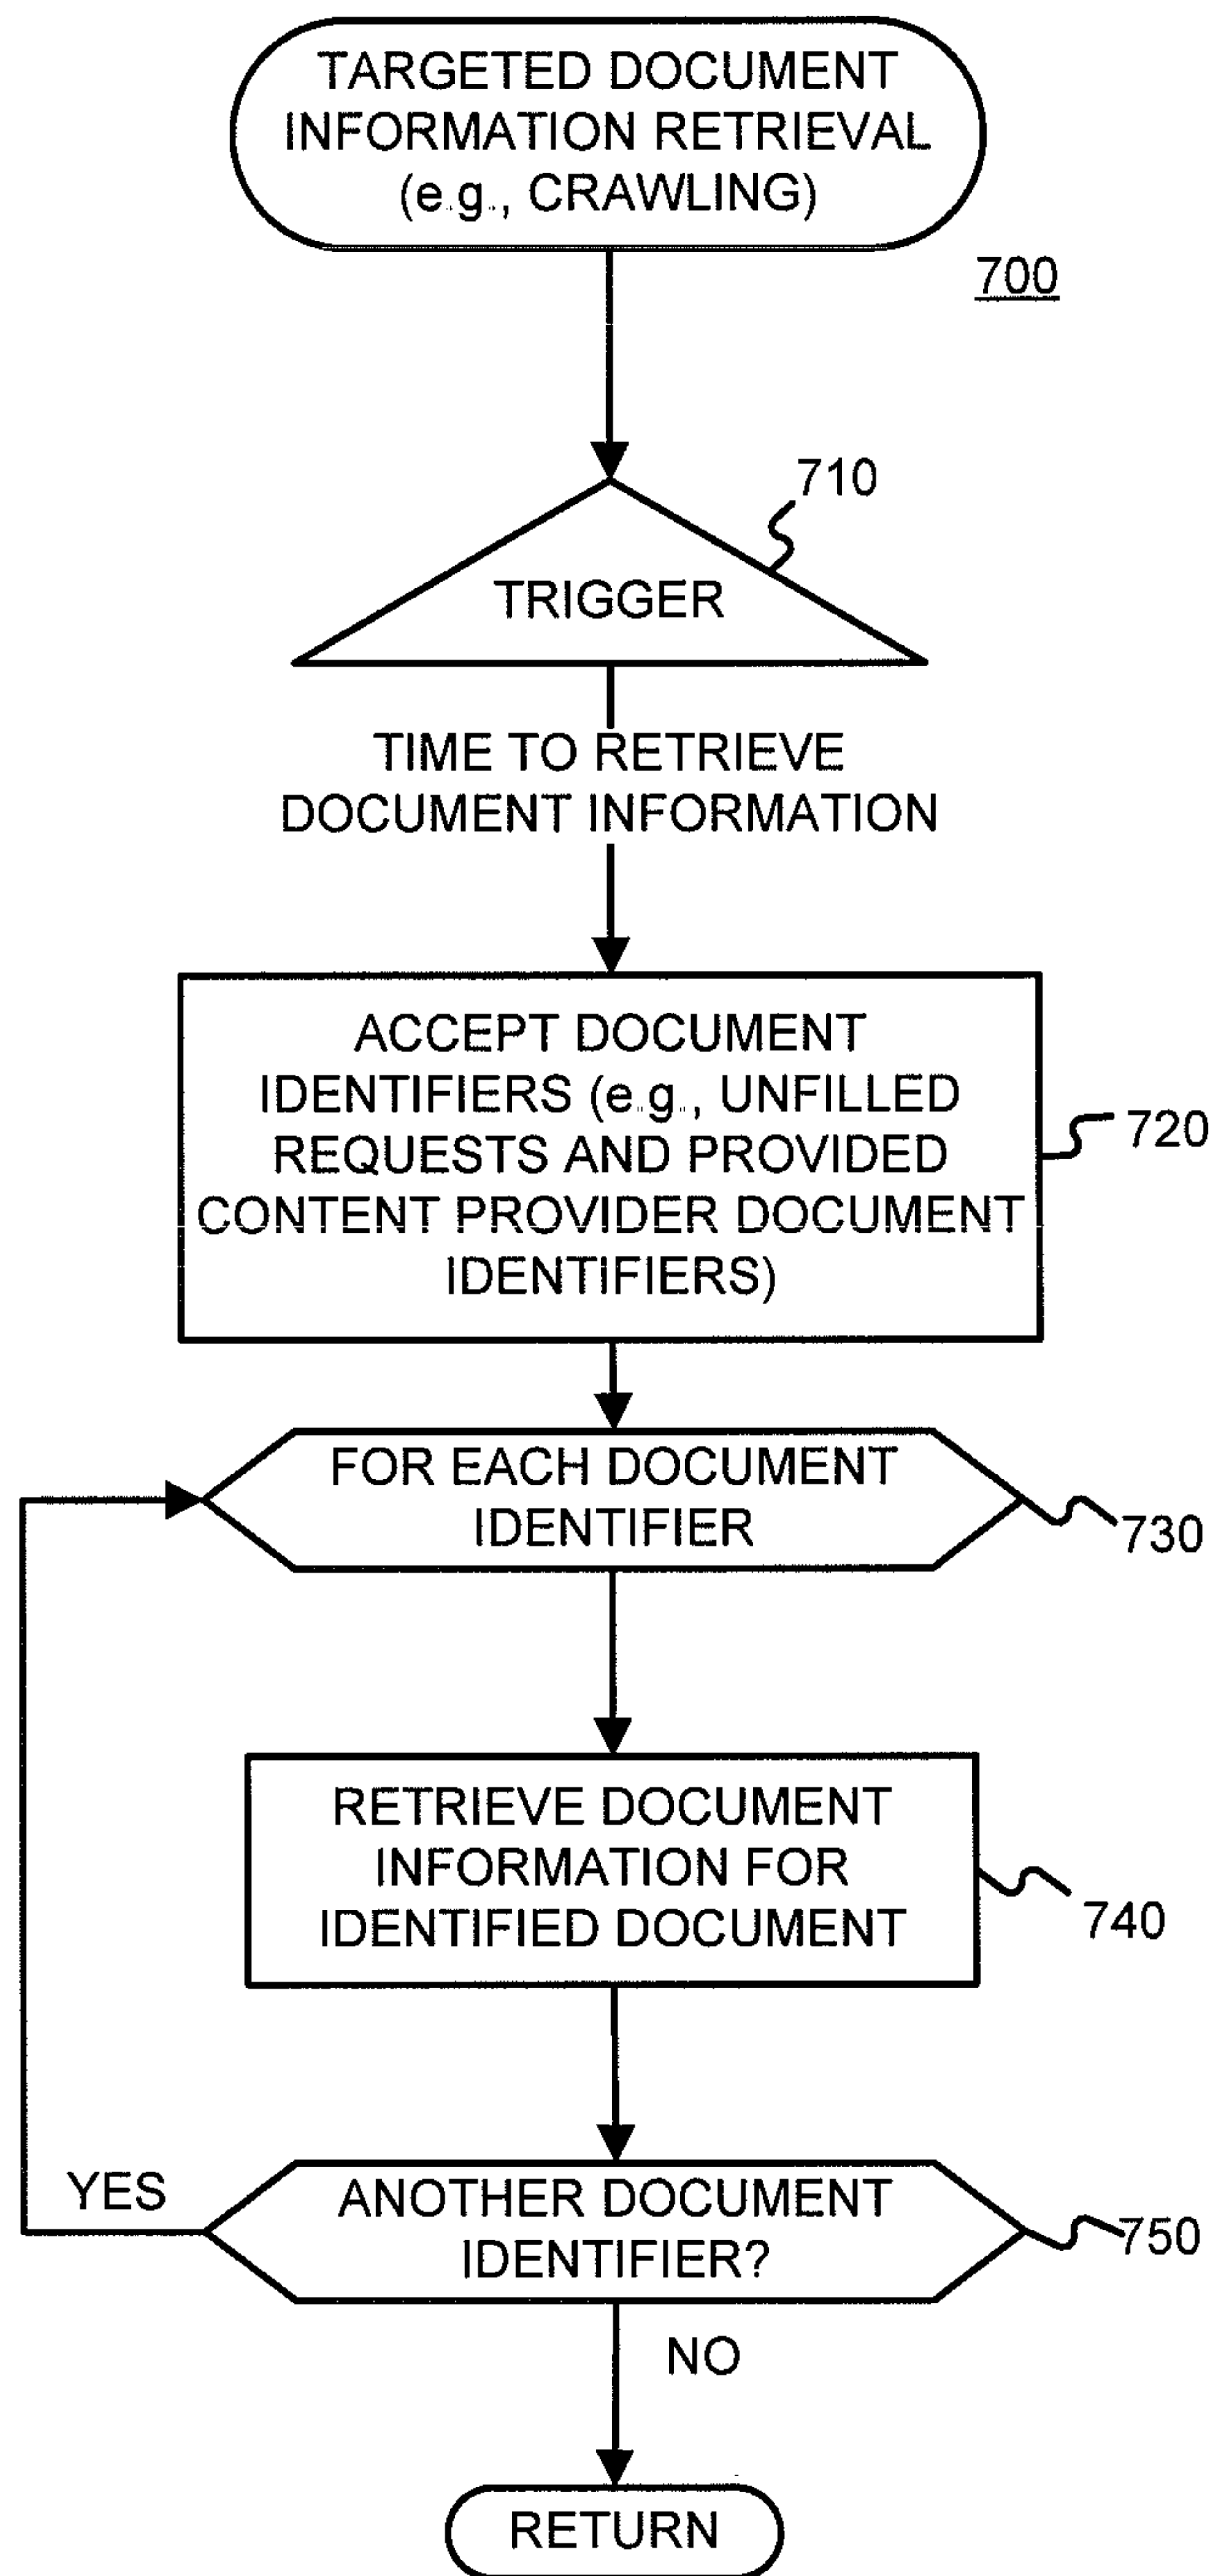 TARGETED DOCUMENT
INFORMATION RETRIEVAL
(e.g., CRAWLING)
700
710
TRIGGER
TIME TO RETRIEVE
DOCUMENT INFORMATION
ACCEPT DOCUMENT
IDENTIFIERS (e.g., UNFILLED
REQUESTS AND PROVIDED
CONTENT PROVIDER DOCUMENT
IDENTIFIERS)
720
FOR EACH DOCUMENT
IDENTIFIER
730
RETRIEVE DOCUMENT
INFORMATION FOR
IDENTIFIED DOCUMENT
740
YES
ANOTHER DOCUMENT
IDENTIFIER?
750
NO
RETURN